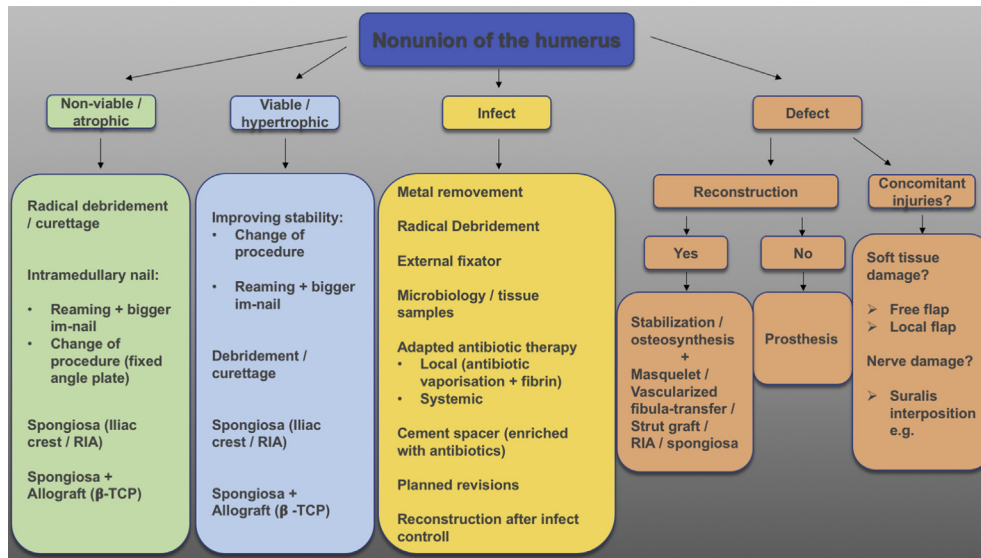 Nonunion of the humerus
Non-viable /
atrophic
Viable /
hypertrophic
Infect
Defect
Radical debridement
/ curettage
Intramedullary nail:
• Reaming + bigger
im-nail
• Change of
procedure (fixed
angle plate)
Spongiosa (Iliac
crest / RIA)
Spongiosa +
Allograft (β-TCP)
Improving stability:
• Change of
procedure
• Reaming + bigger
im-nail
Debridement /
curettage
Spongiosa (Iliac
crest / RIA)
Spongiosa +
Allograft (β -TCP)
Metal removement
Radical Debridement
External fixator
Microbiology / tissue
samples
Adapted antibiotic therapy
• Local (antibiotic
vaporisation + fibrin)
• Systemic
Cement spacer (enriched
with antibiotics)
Planned revisions
Reconstruction after infect
controll
Reconstruction
Yes
No
Stabilization /
osteosynthesis
+
Masquelet /
Vascularized
fibula-transfer /
Strut graft /
RIA / spongiosa
Prosthesis
Concomitant
injuries?
Soft tissue
damage?
➢ Free flap
➢ Local flap
Nerve damage?
➢ Suralis
interposition
e.g.